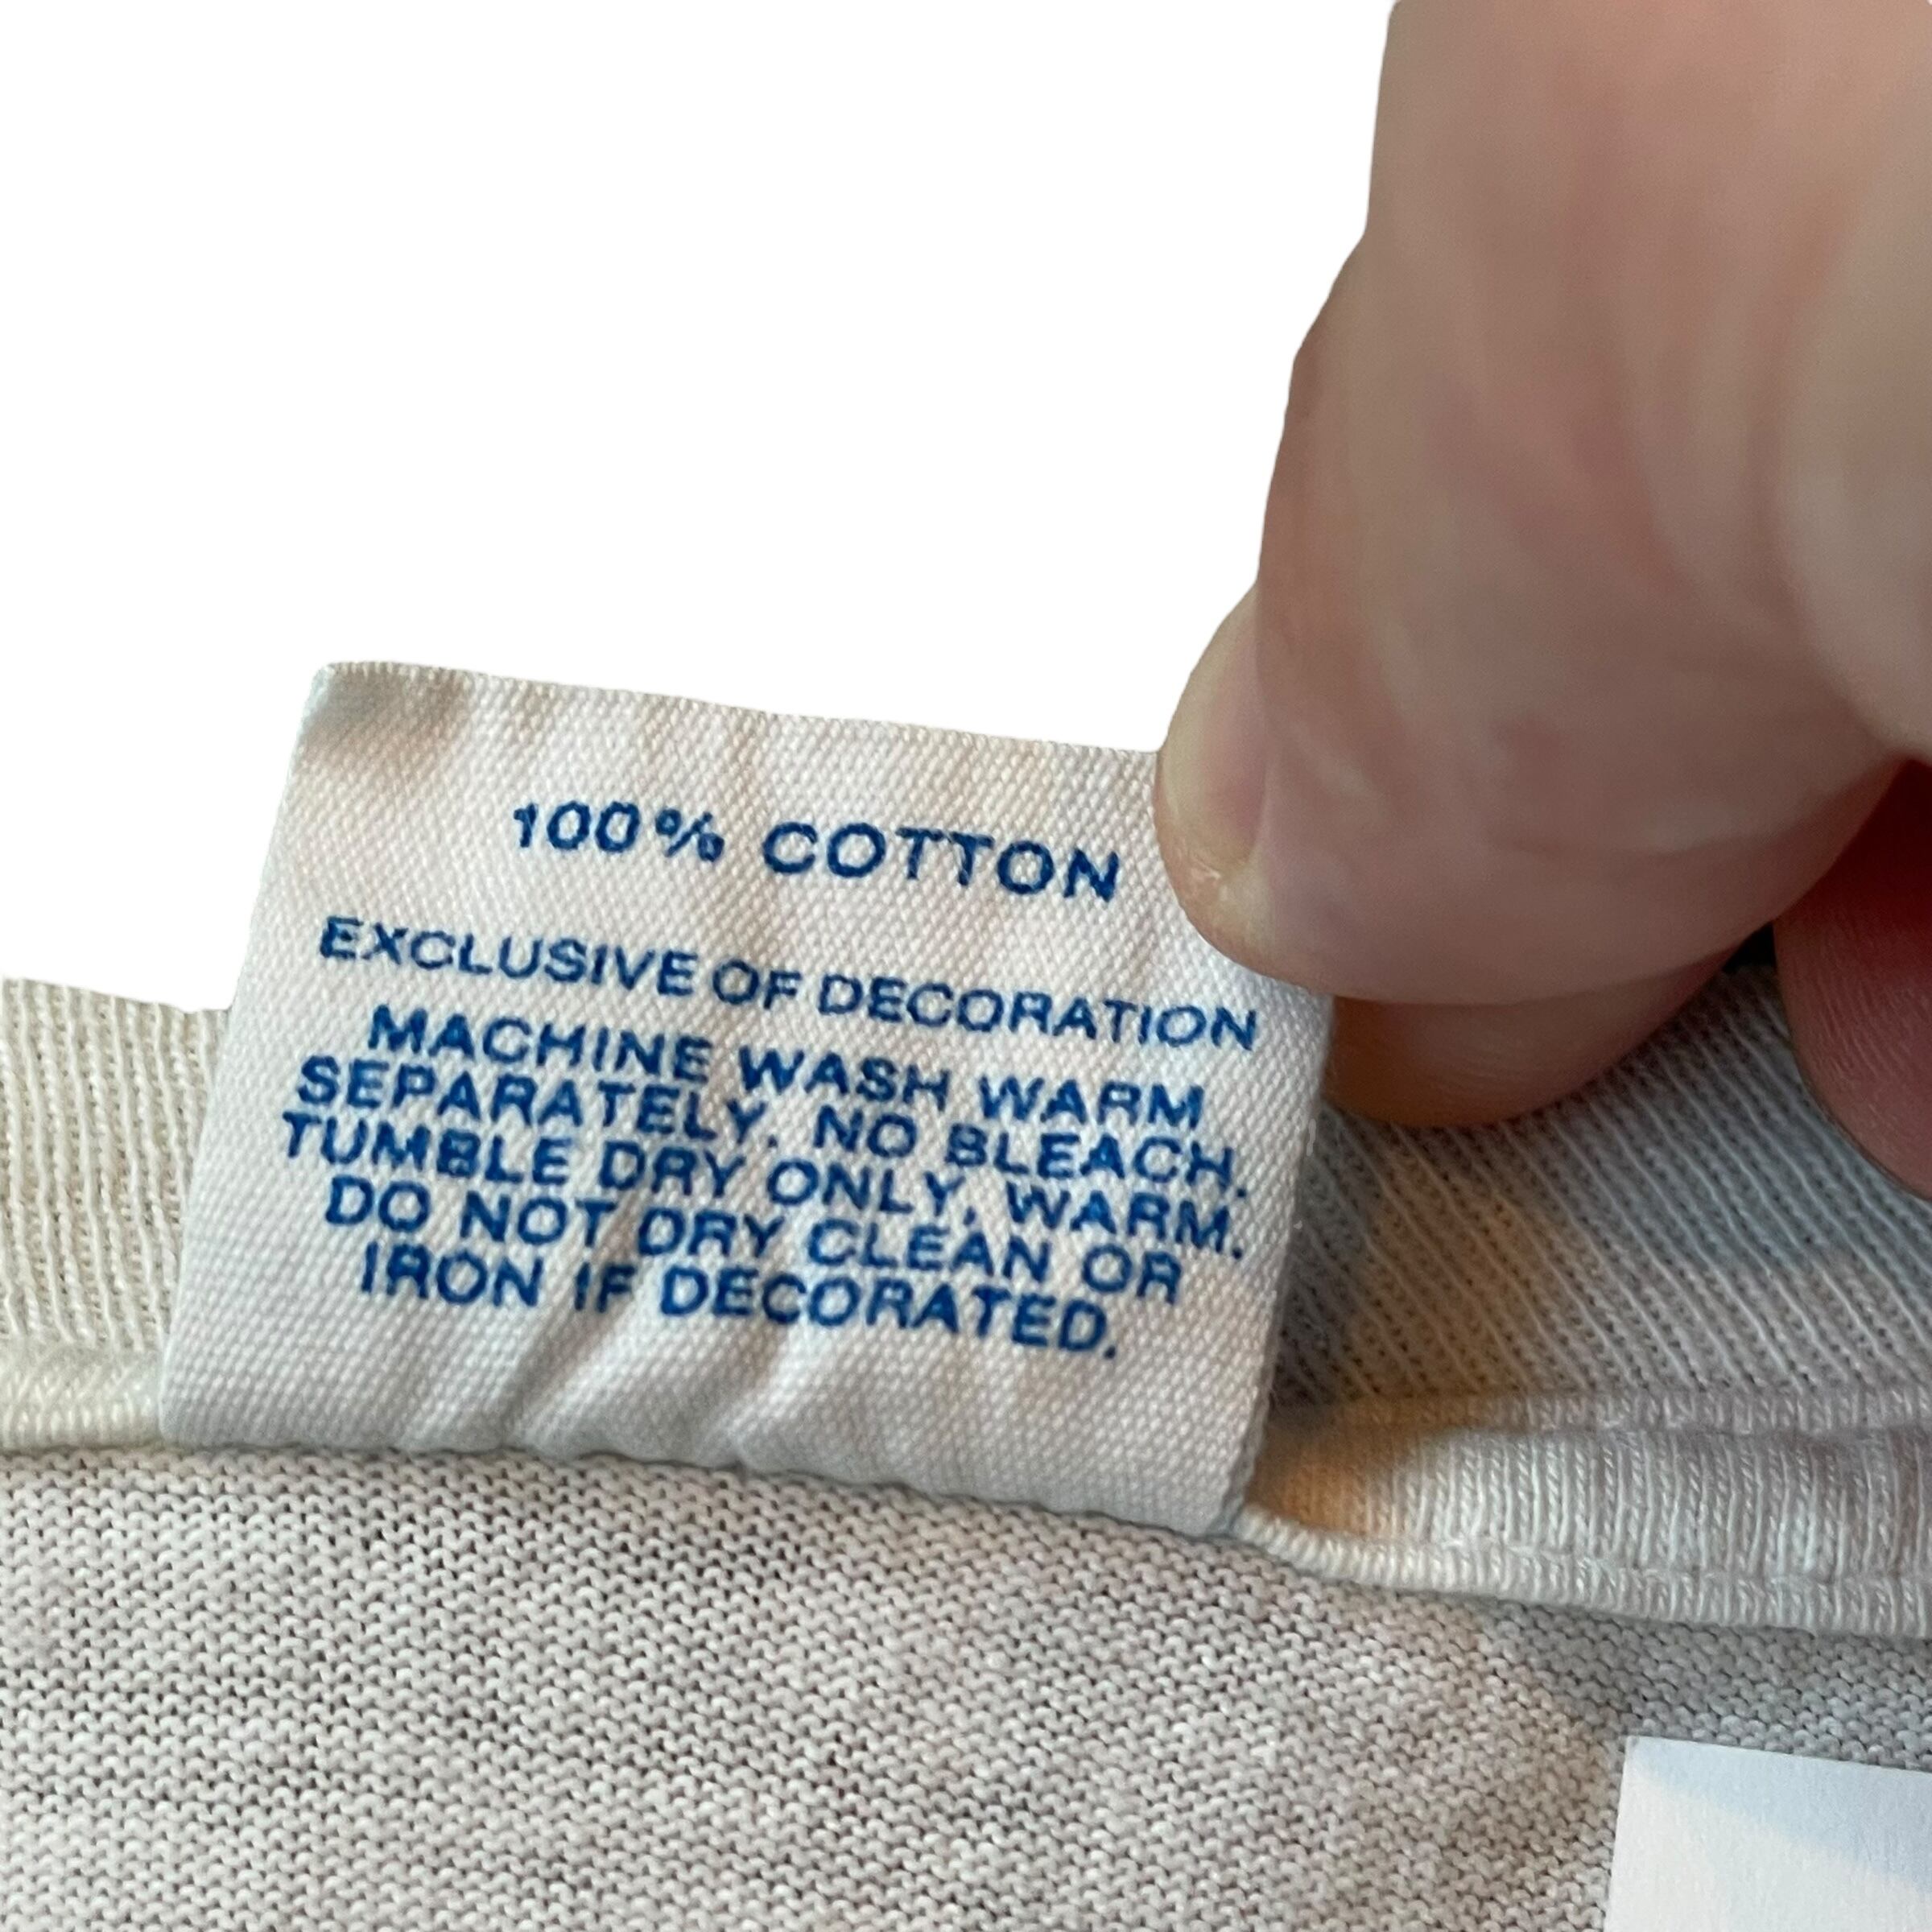 100% COTTON
EXCLUSIVE OF DECORATION
MACHINE WASH WARM
SEPARATELY. NO BLEACH.
TUMBLE DRY ONLY, WARM.
DO NOT DRY CLEAN OR
IRON IF DECORATED.